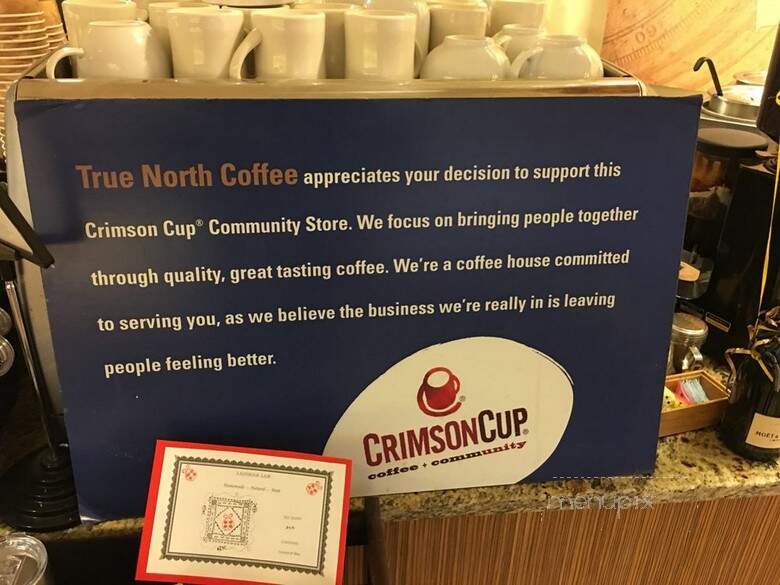 True North Coffee appreciates your decision to support this
Crimson Cup® Community Store. We focus on bringing people together
through quality, great tasting coffee. We're a coffee house committed
to serving you, as we believe the business we're really in is leaving
people feeling better.
CRIMSONCUP®
coffee + community
menupix